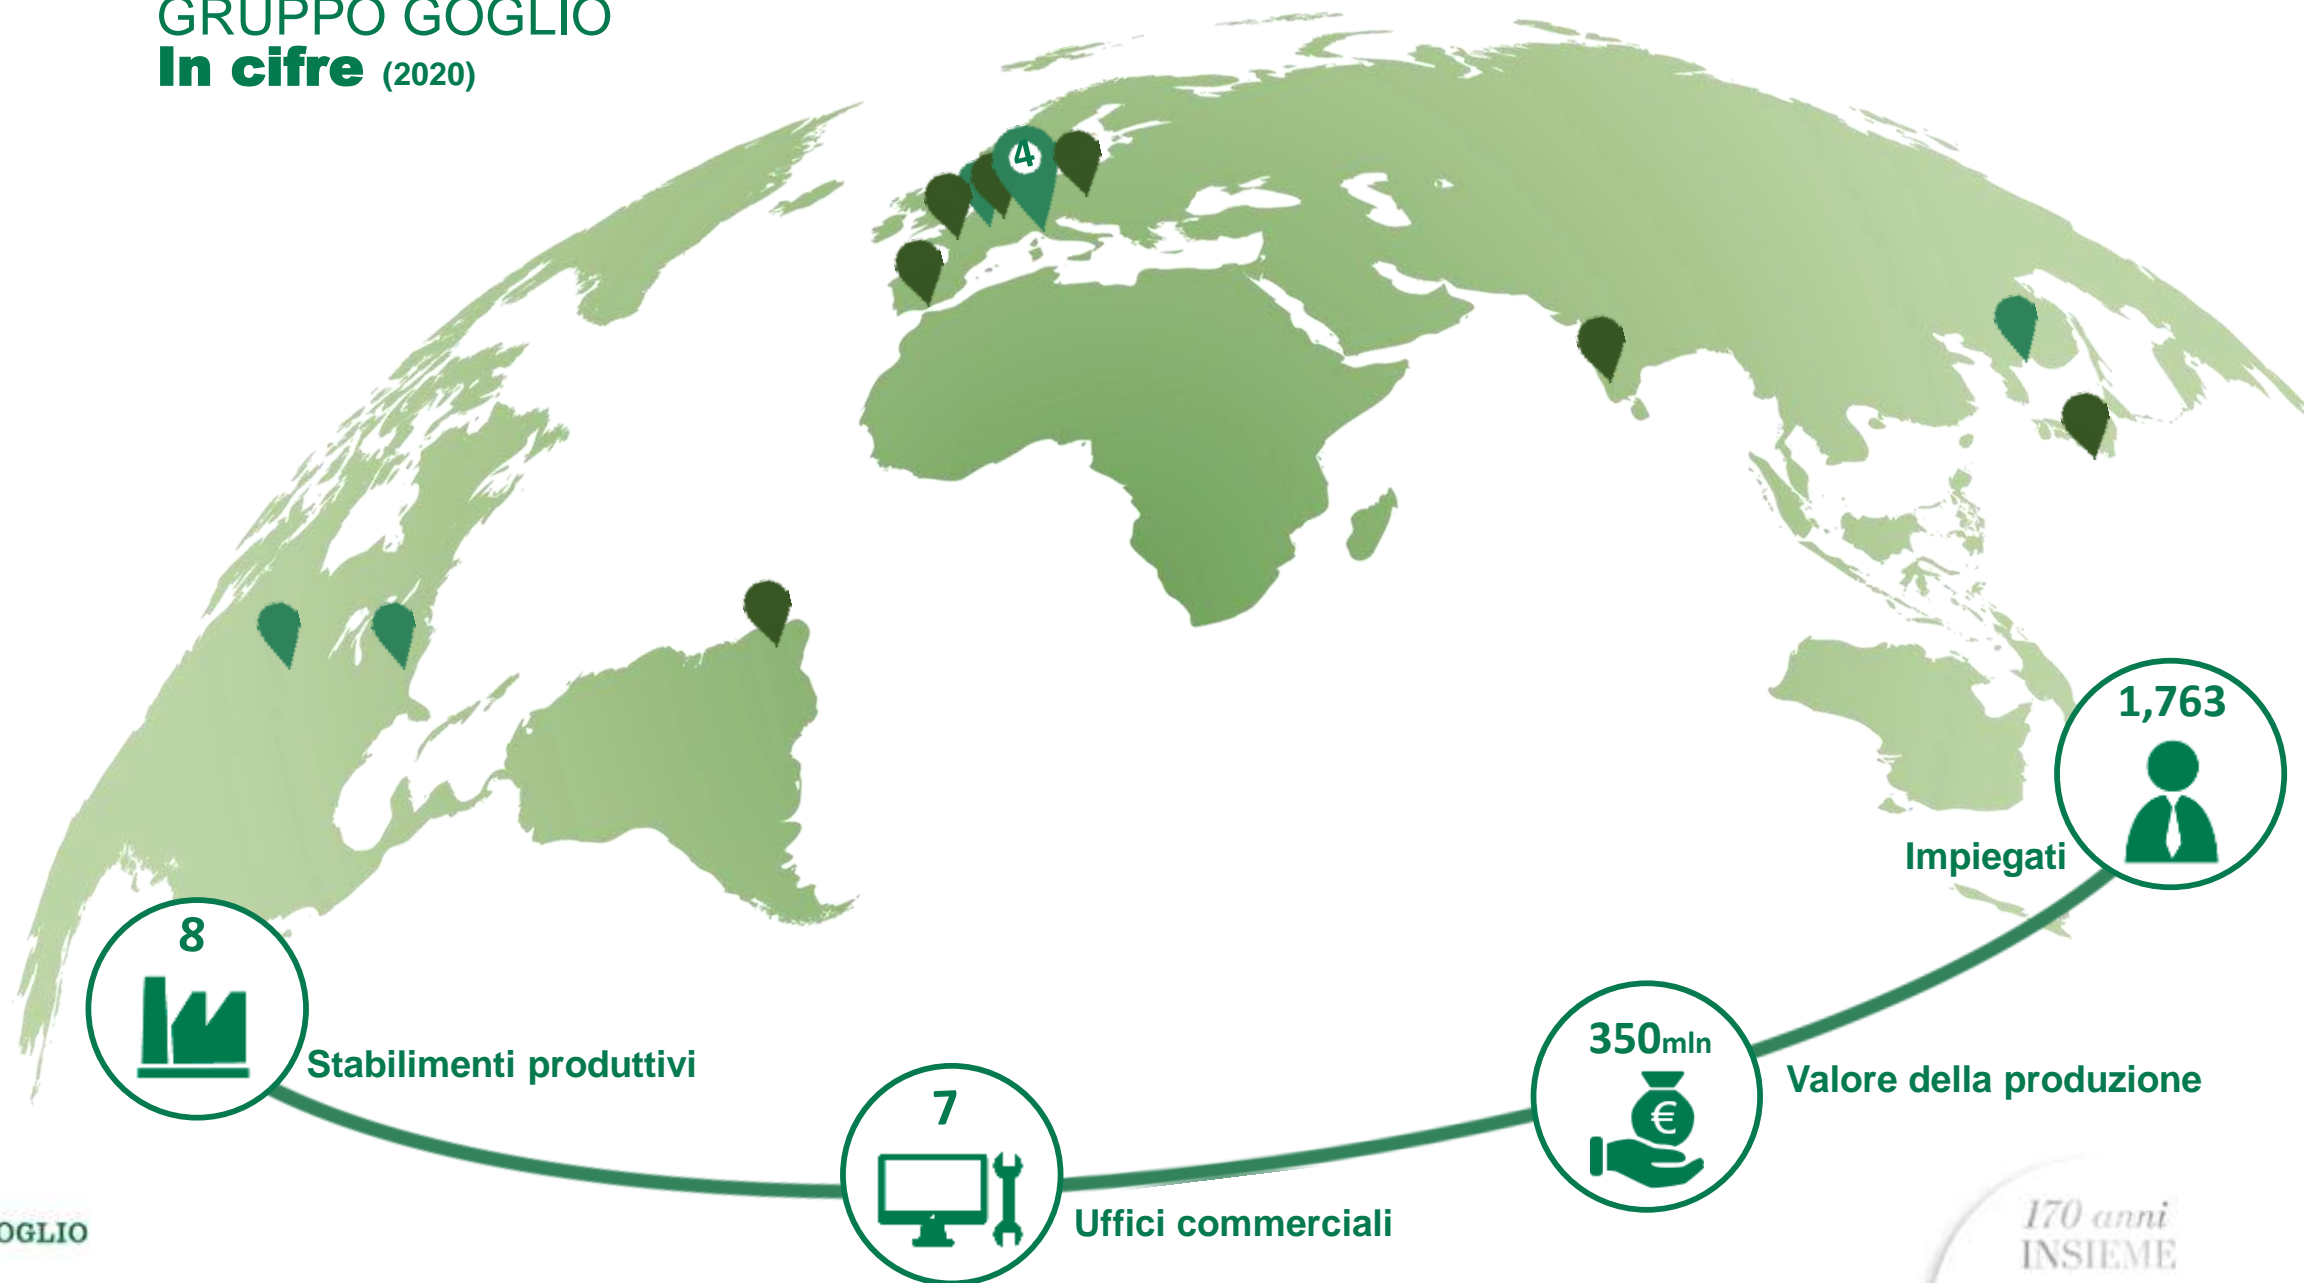 GRUPPO GOGLIO
In cifre (2020)
4
1,763
Impiegati
8
Stabilimenti produttivi
350mln
€
Valore della produzione
7
Uffici commerciali
OGLIO
170 anni
INSIEME